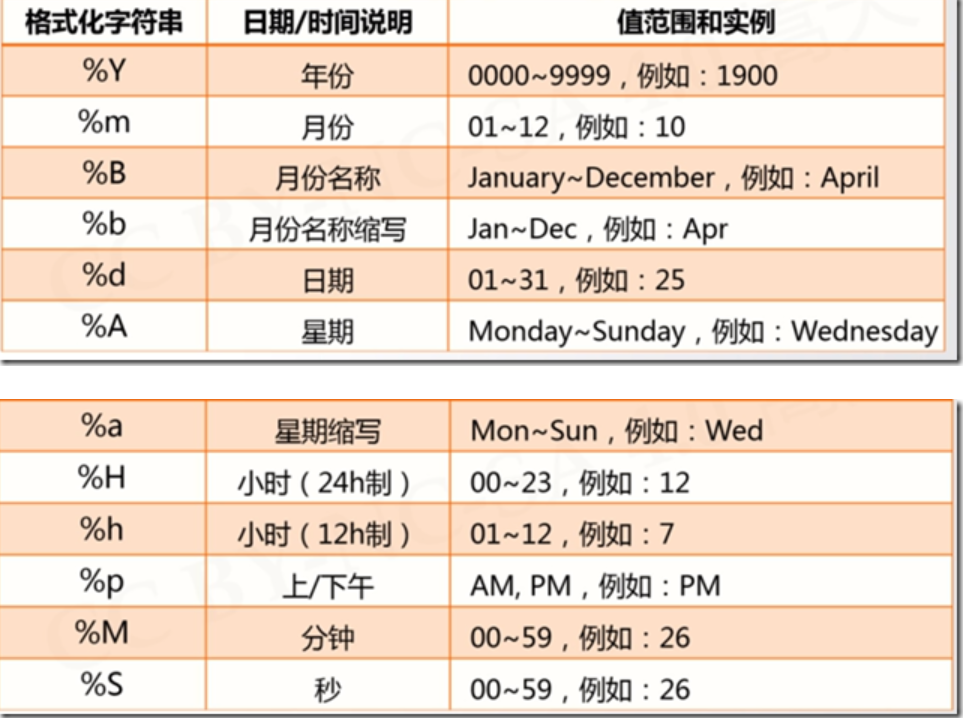 格式化字符串 日期/时间说明 值范围和实例
%Y 年份 0000~9999，例如：1900
%m 月份 01~12，例如：10
%B 月份名称 January~December，例如：April
%b 月份名称缩写 Jan~Dec，例如：Apr
%d 日期 01~31，例如：25
%A 星期 Monday~Sunday，例如：Wednesday
%a 星期缩写 Mon~Sun，例如：Wed
%H 小时（24h制） 00~23，例如：12
%h 小时（12h制） 01~12，例如：7
%p 上/下午 AM, PM，例如：PM
%M 分钟 00~59，例如：26
%S 秒 00~59，例如：26